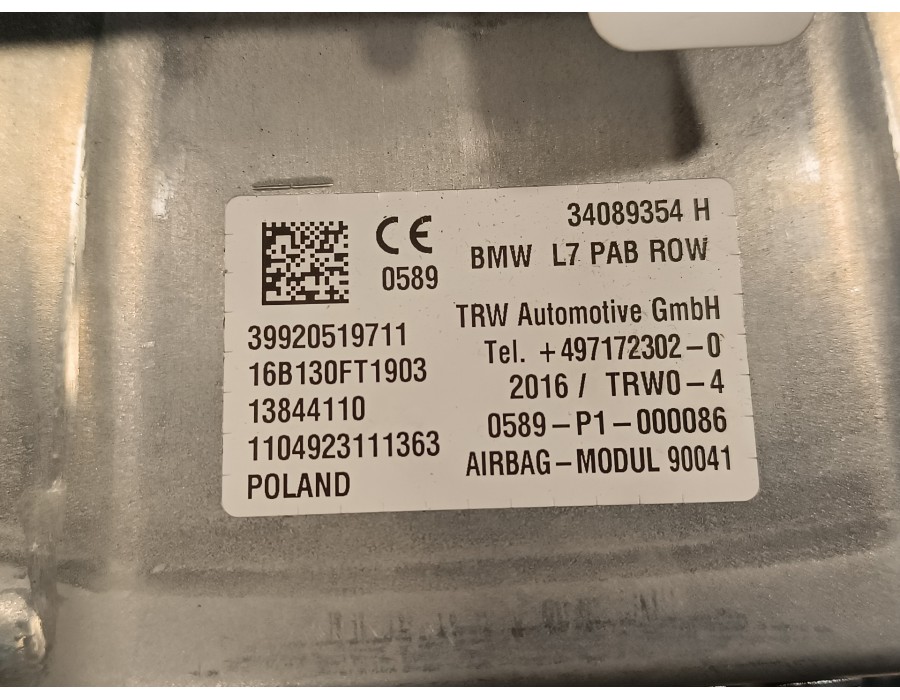 CE
0589
34089354 H
BMW L7 PAB ROW
39920519711
16B130FT1903
13844110
1104923111363
POLAND
TRW Automotive GmbH
Tel. +497172302-0
2016 / TRW0-4
0589-P1-000086
AIRBAG-MODUL 90041